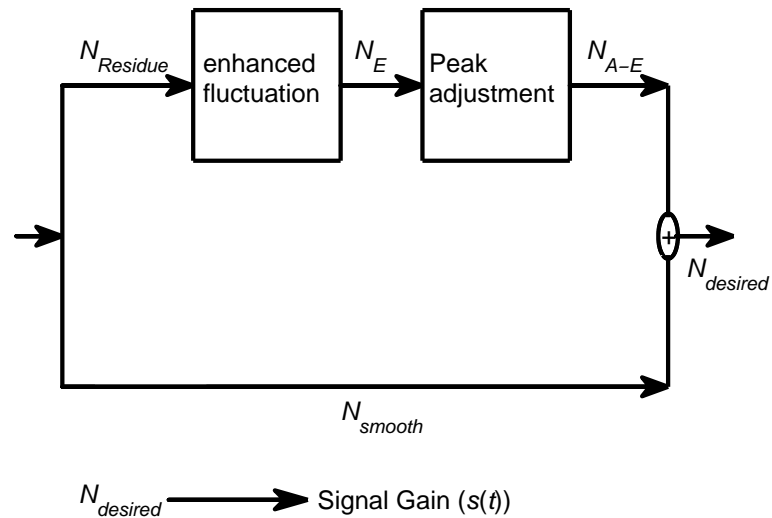 N_Residue
enhanced
fluctuation
N_E
Peak
adjustment
N_A−E
+
N_desired
N_smooth
N_desired Signal Gain (s(t))